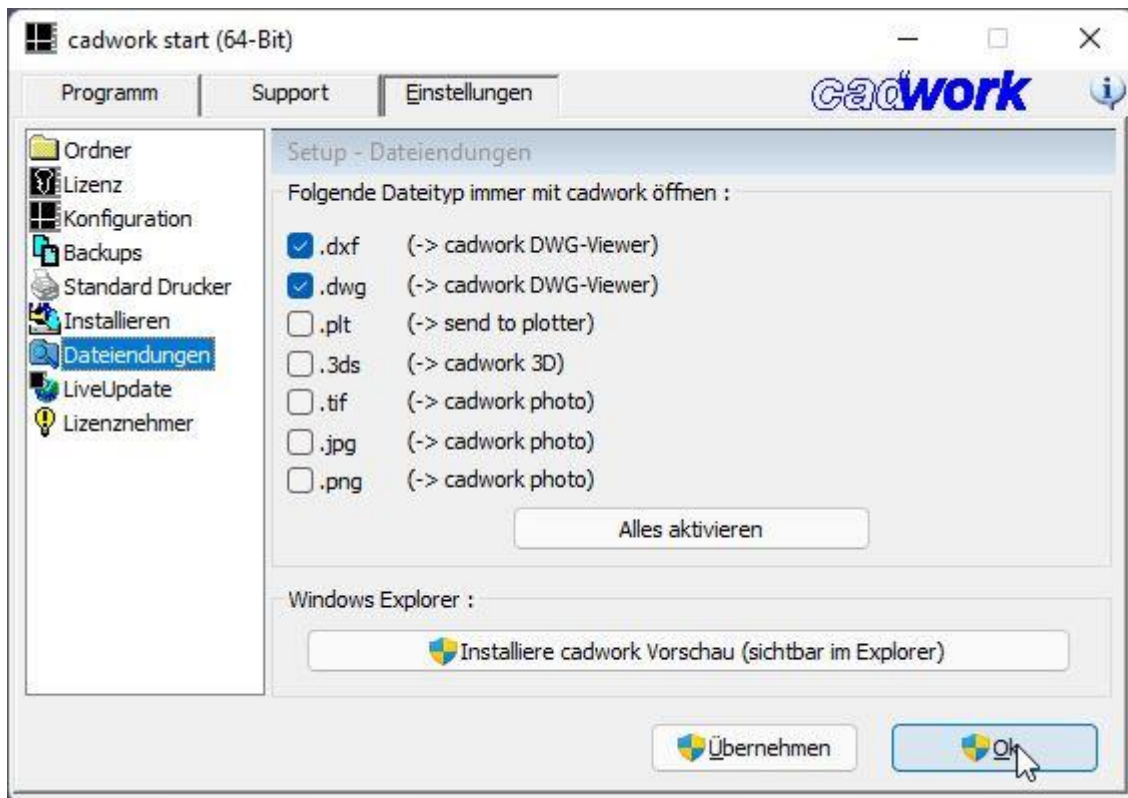 cadwork start (64-Bit)
Programm Support Einstellungen cadwork
Ordner
Lizenz
Konfiguration
Backups
Standard Drucker
Installieren
Dateiendungen
LiveUpdate
Lizenznehmer
Setup - Dateiendungen
Folgende Dateityp immer mit cadwork öffnen :
.dxf (-> cadwork DWG-Viewer)
.dwg (-> cadwork DWG-Viewer)
.plt (-> send to plotter)
.3ds (-> cadwork 3D)
.tif (-> cadwork photo)
.jpg (-> cadwork photo)
.png (-> cadwork photo)
Alles aktivieren
Windows Explorer :
Installiere cadwork Vorschau (sichtbar im Explorer)
Übernehmen Ok